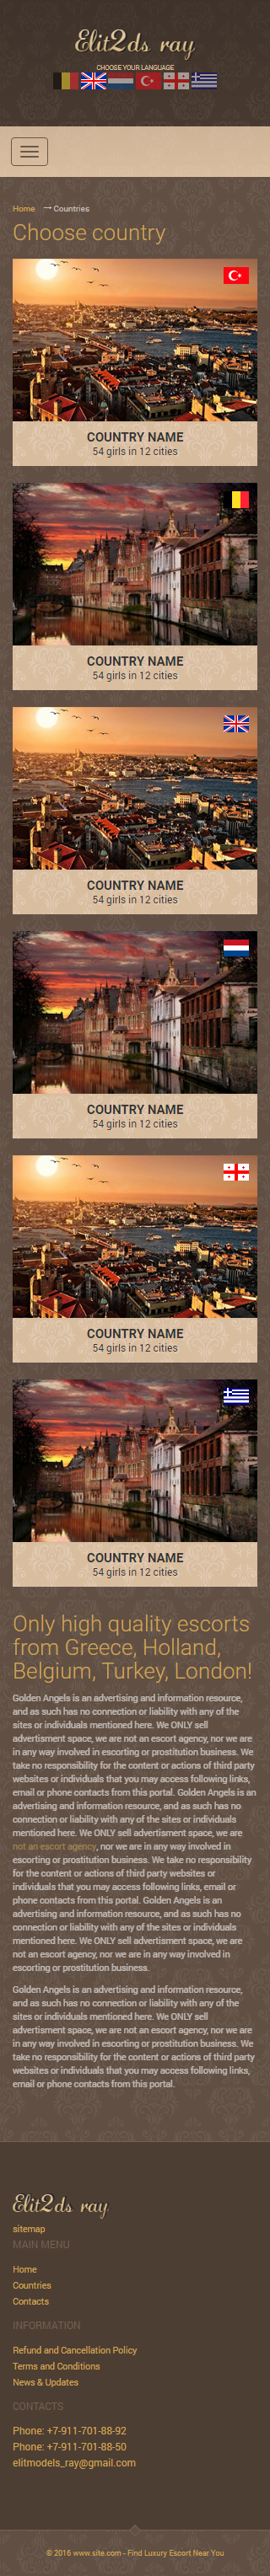 Elit2ds ray
CHOOSE YOUR LANGUAGE
Home → Countries
Choose country
COUNTRY NAME
54 girls in 12 cities
COUNTRY NAME
54 girls in 12 cities
COUNTRY NAME
54 girls in 12 cities
COUNTRY NAME
54 girls in 12 cities
COUNTRY NAME
54 girls in 12 cities
COUNTRY NAME
54 girls in 12 cities
Only high quality escorts
from Greece, Holland,
Belgium, Turkey, London!
Golden Angels is an advertising and information resource,
and as such has no connection or liability with any of the
sites or individuals mentioned here. We ONLY sell
advertisment space, we are not an escort agency, nor we are
in any way involved in escorting or prostitution business. We
take no responsibility for the content or actions of third party
websites or individuals that you may access following links,
email or phone contacts from this portal. Golden Angels is an
advertising and information resource, and as such has no
connection or liability with any of the sites or individuals
mentioned here. We ONLY sell advertisment space, we are
not an escort agency, nor we are in any way involved in
escorting or prostitution business. We take no responsibility
for the content or actions of third party websites or
individuals that you may access following links, email or
phone contacts from this portal. Golden Angels is an
advertising and information resource, and as such has no
connection or liability with any of the sites or individuals
mentioned here. We ONLY sell advertisment space, we are
not an escort agency, nor we are in any way involved in
escorting or prostitution business.
Golden Angels is an advertising and information resource,
and as such has no connection or liability with any of the
sites or individuals mentioned here. We ONLY sell
advertisment space, we are not an escort agency, nor we are
in any way involved in escorting or prostitution business. We
take no responsibility for the content or actions of third party
websites or individuals that you may access following links,
email or phone contacts from this portal.
Elit2ds ray
sitemap
MAIN MENU
Home
Countries
Contacts
INFORMATION
Refund and Cancellation Policy
Terms and Conditions
News & Updates
CONTACTS
Phone: +7-911-701-88-92
Phone: +7-911-701-88-50
elitmodels_ray@gmail.com
© 2016 www.site.com - Find Luxury Escort Near You